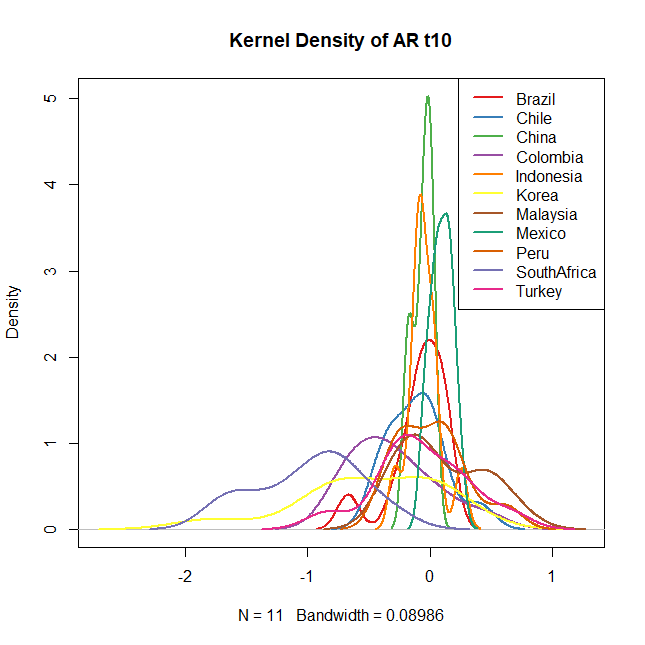 Kernel Density of AR t10
Density
5
4
3
2
1
0
Brazil
Chile
China
Colombia
Indonesia
Korea
Malaysia
Mexico
Peru
SouthAfrica
Turkey
-2 -1 0 1
N = 11 Bandwidth = 0.08986